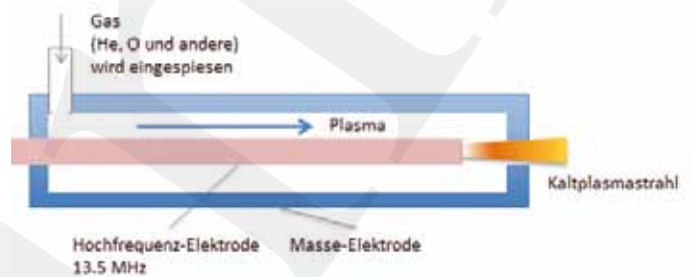 Gas
(He, O und andere)
wird eingespiesen
Plasma
Kaltplasmastrahl
Hochfrequenz-Elektrode
13.5 MHz
Masse-Elektrode